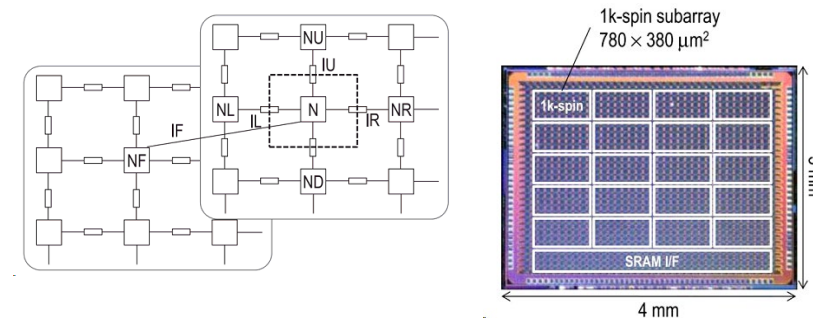 NU
IU
NL
N
NR
IF
IL
IR
NF
ND
1k-spin subarray
780 × 380 μm²
1k-spin
SRAM I/F
4 mm